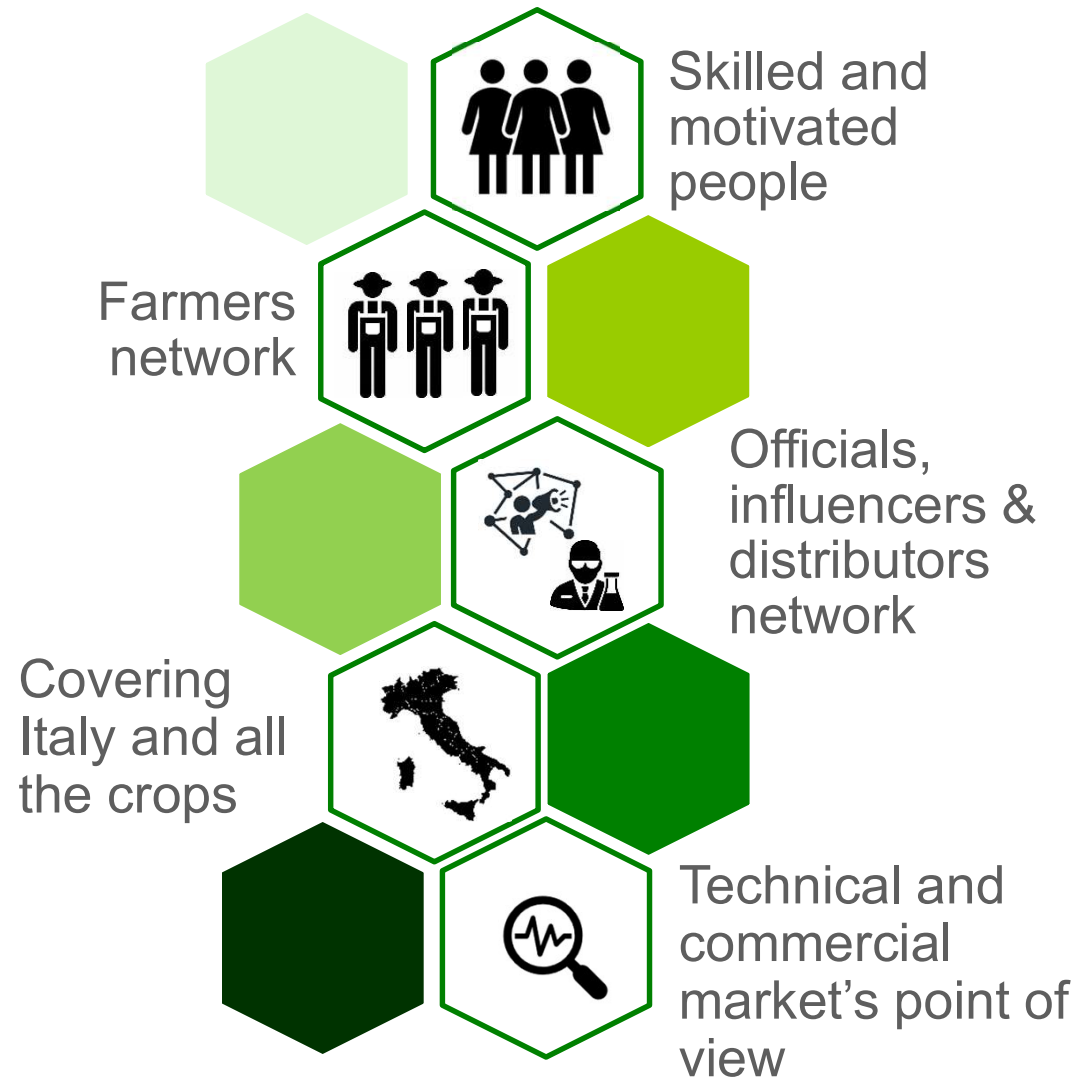 Skilled and
motivated
people
Farmers
network
Officials,
influencers &
distributors
network
Covering
Italy and all
the crops
Technical and
commercial
market’s point of
view